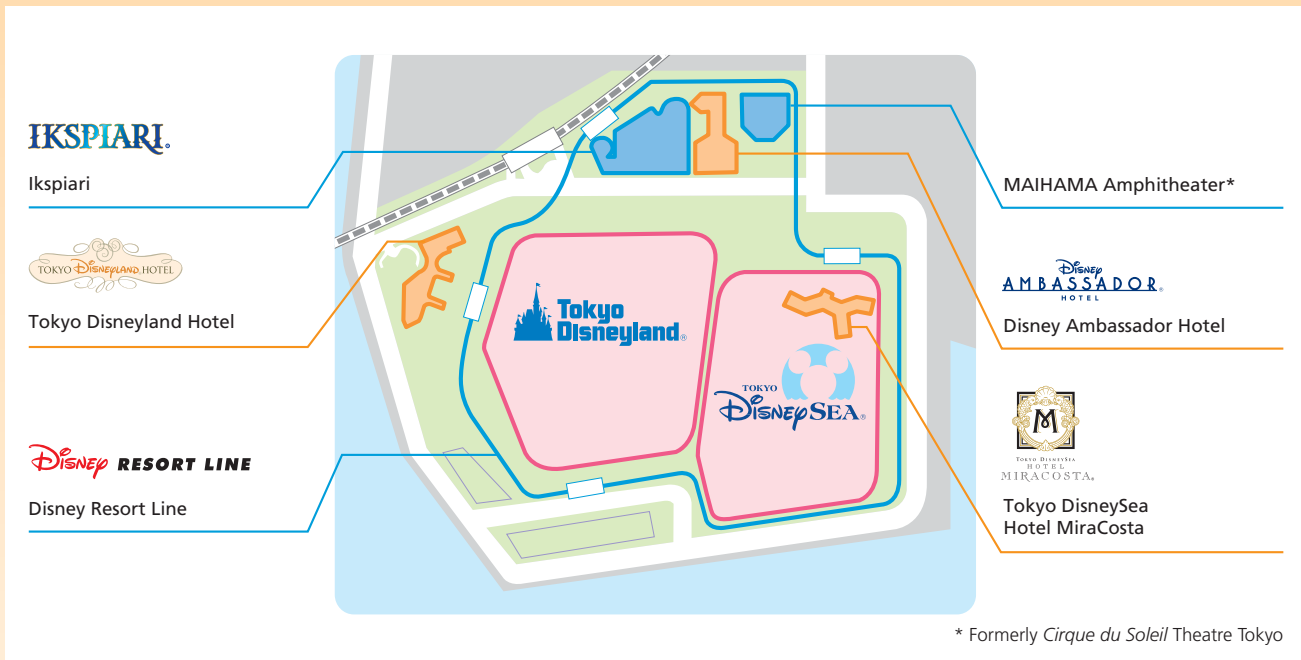 IKSPIARI®
Ikspiari
TOKYO Disneyland® HOTEL
Tokyo Disneyland Hotel
Disney RESORT LINE
Disney Resort Line
Tokyo
Disneyland®
TOKYO
DisneySEA®
MAIHAMA Amphitheater*
Disney
AMBASSADOR®
HOTEL
Disney Ambassador Hotel
M
TOKYO DISNEYSEA
HOTEL
MIRACOSTA®
Tokyo DisneySea
Hotel MiraCosta
* Formerly Cirque du Soleil Theatre Tokyo